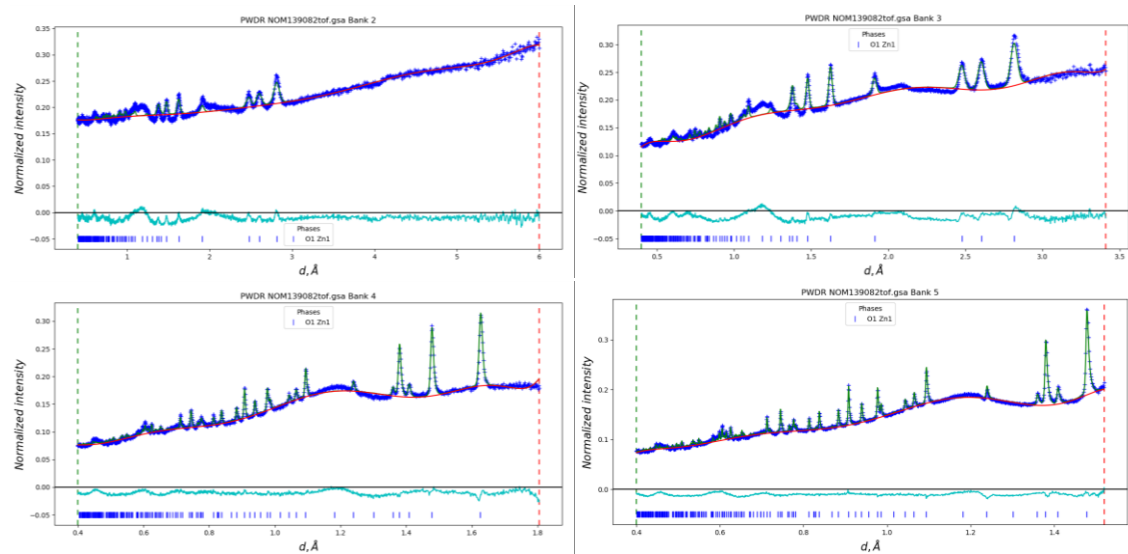 PWDR NOM139082tof.gsa Bank 2
0.35
0.30
0.25
0.20
0.15
0.10
0.05
0.00
−0.05
Normalized intensity
Phases
O1 Zn1
1
2
3
4
5
6
d, Å
PWDR NOM139082tof.gsa Bank 3
Phases
O1 Zn1
0.30
0.25
0.20
0.15
0.10
0.05
0.00
−0.05
Normalized intensity
0.5
1.0
1.5
2.0
2.5
3.0
3.5
d, Å
PWDR NOM139082tof.gsa Bank 4
Phases
O1 Zn1
0.30
0.25
0.20
0.15
0.10
0.05
0.00
−0.05
Normalized intensity
0.4
0.6
0.8
1.0
1.2
1.4
1.6
1.8
d, Å
PWDR NOM139082tof.gsa Bank 5
Phases
O1 Zn1
0.3
0.2
0.1
0.0
Normalized intensity
0.4
0.6
0.8
1.0
1.2
1.4
d, Å